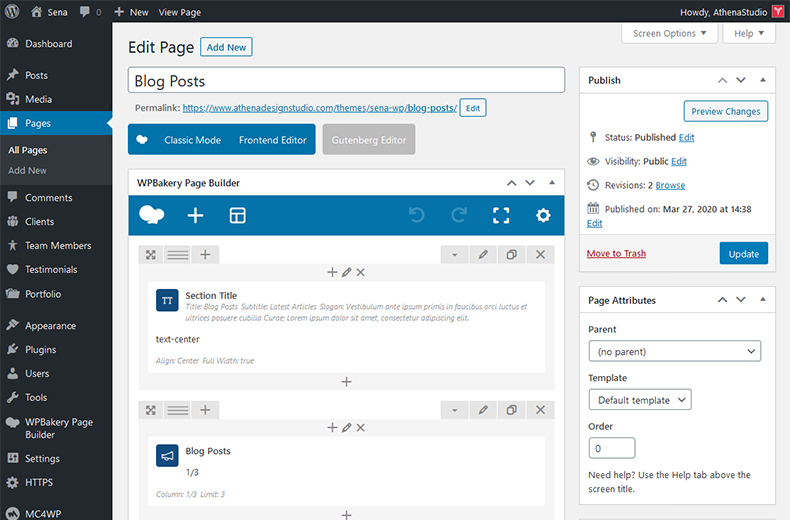 Sena
0
New
View Page
Howdy, AthenaStudio
Dashboard
Posts
Media
Pages
All Pages
Add New
Comments
Clients
Team Members
Testimonials
Portfolio
Appearance
Plugins
Users
Tools
WPBakery Page
Builder
Settings
HTTPS
MC4WP
Screen Options
Help
Edit Page
Add New
Blog Posts
Permalink: https://www.athenadesignstudio.com/themes/sena-wp/blog-posts/ Edit
Classic Mode
Frontend Editor
Gutenberg Editor
WPBakery Page Builder
TT
Section Title
Title: Blog Posts Subtitle: Latest Articles Slogan: Vestibulum ante ipsum primis in faucibus orci luctus et
ultrices posuere cubilia Curae; Lorem ipsum dolor sit amet, consectetur adipiscing elit.
text-center
Align: Center Full Width: true
Blog Posts
1/3
Column: 1/3 Limit: 3
Publish
Preview Changes
Status: Published Edit
Visibility: Public Edit
Revisions: 2 Browse
Published on: Mar 27, 2020 at 14:38
Edit
Move to Trash
Update
Page Attributes
Parent
(no parent)
Template
Default template
Order
0
Need help? Use the Help tab above the
screen title.